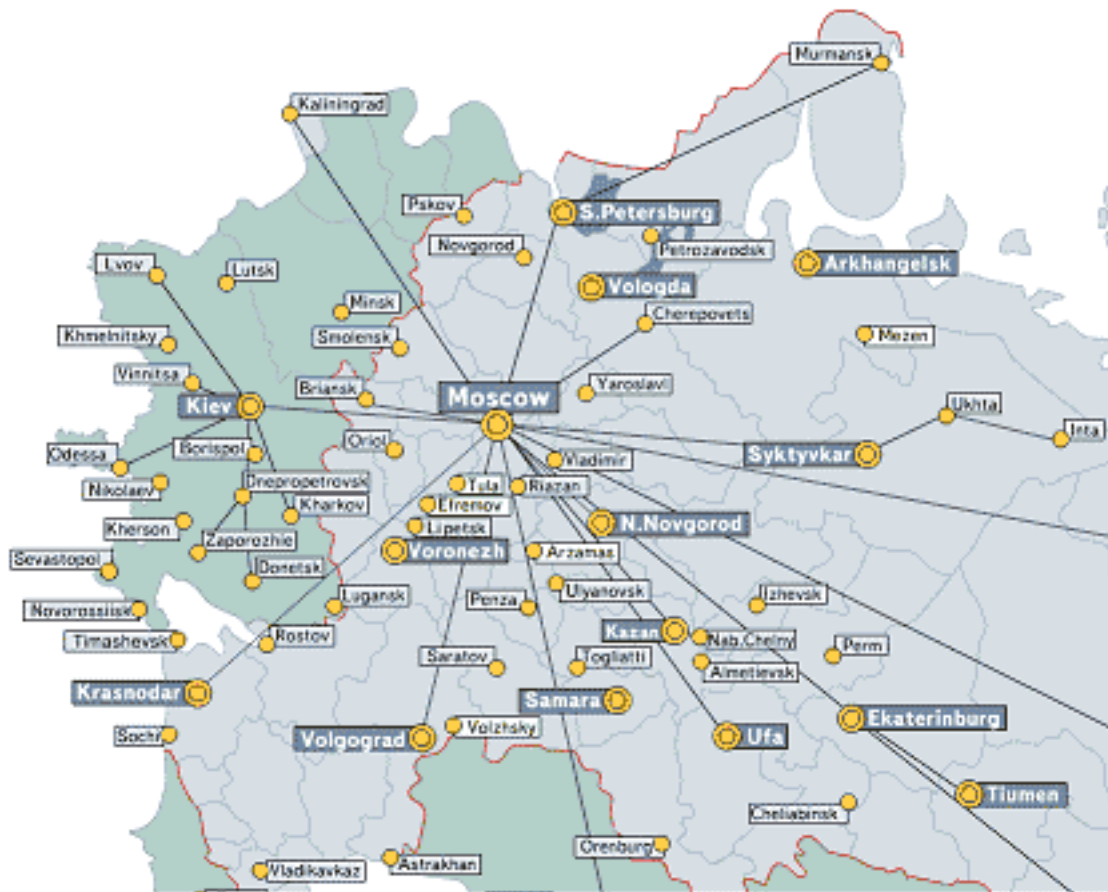 Murmansk
Kaliningrad
Pskov
S.Petersburg
Novgorod
Petrozavodsk
Lvov
Lutsk
Arkhangelsk
Vologda
Minsk
Cherepovets
Khmelnitsky
Smolensk
Mezen
Vinnitsa
Briansk
Moscow
Yaroslavl
Kiev
Ukhta
Inta
Odessa
Borispol
Oriol
Vladimir
Syktyvkar
Nikolaev
Dnepropetrovsk
Tula
Riazan
Kherson
Kharkov
Efremov
N.Novgorod
Zaporozhie
Lipetsk
Sevastopol
Donetsk
Voronezh
Arzamas
Novorossiisk
Lugansk
Penza
Ulyanovsk
Izhevsk
Timashevsk
Rostov
Kazan
Nab.Chelny
Perm
Saratov
Togliatti
Almetievsk
Krasnodar
Samara
Ekaterinburg
Sochi
Volgograd
Volzhsky
Ufa
Tiumen
Cheliabinsk
Orenburg
Astrakhan
Vladikavkaz